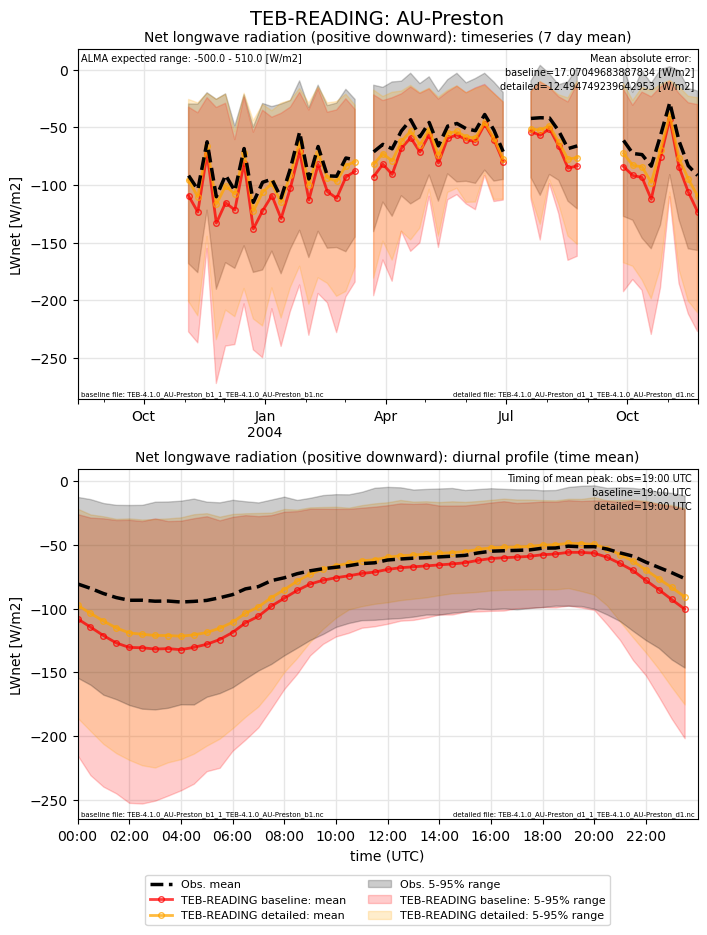 TEB-READING: AU-Preston
Net longwave radiation (positive downward): timeseries (7 day mean)
ALMA expected range: -500.0 - 510.0 [W/m2]
Mean absolute error:
baseline=17.07049683887834 [W/m2]
detailed=12.494749239642953 [W/m2]
0
−50
−100
−150
−200
−250
LWnet [W/m2]
baseline file: TEB-4.1.0_AU-Preston_b1_1_TEB-4.1.0_AU-Preston_b1.nc
detailed file: TEB-4.1.0_AU-Preston_d1_1_TEB-4.1.0_AU-Preston_d1.nc
Oct Jan Apr Jul Oct
2004
Net longwave radiation (positive downward): diurnal profile (time mean)
Timing of mean peak: obs=19:00 UTC
baseline=19:00 UTC
detailed=19:00 UTC
0
−50
−100
−150
−200
−250
LWnet [W/m2]
baseline file: TEB-4.1.0_AU-Preston_b1_1_TEB-4.1.0_AU-Preston_b1.nc
detailed file: TEB-4.1.0_AU-Preston_d1_1_TEB-4.1.0_AU-Preston_d1.nc
00:00 02:00 04:00 06:00 08:00 10:00 12:00 14:00 16:00 18:00 20:00 22:00
time (UTC)
Obs. mean
TEB-READING baseline: mean
TEB-READING detailed: mean
Obs. 5-95% range
TEB-READING baseline: 5-95% range
TEB-READING detailed: 5-95% range